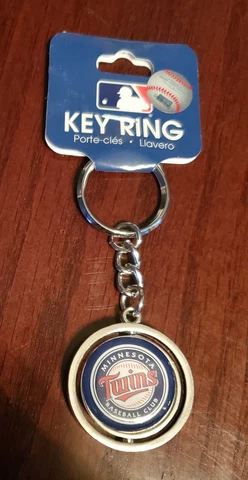 KEY RING
Porte-clés • Llavero
MINNESOTA
Twins
BASEBALL CLUB